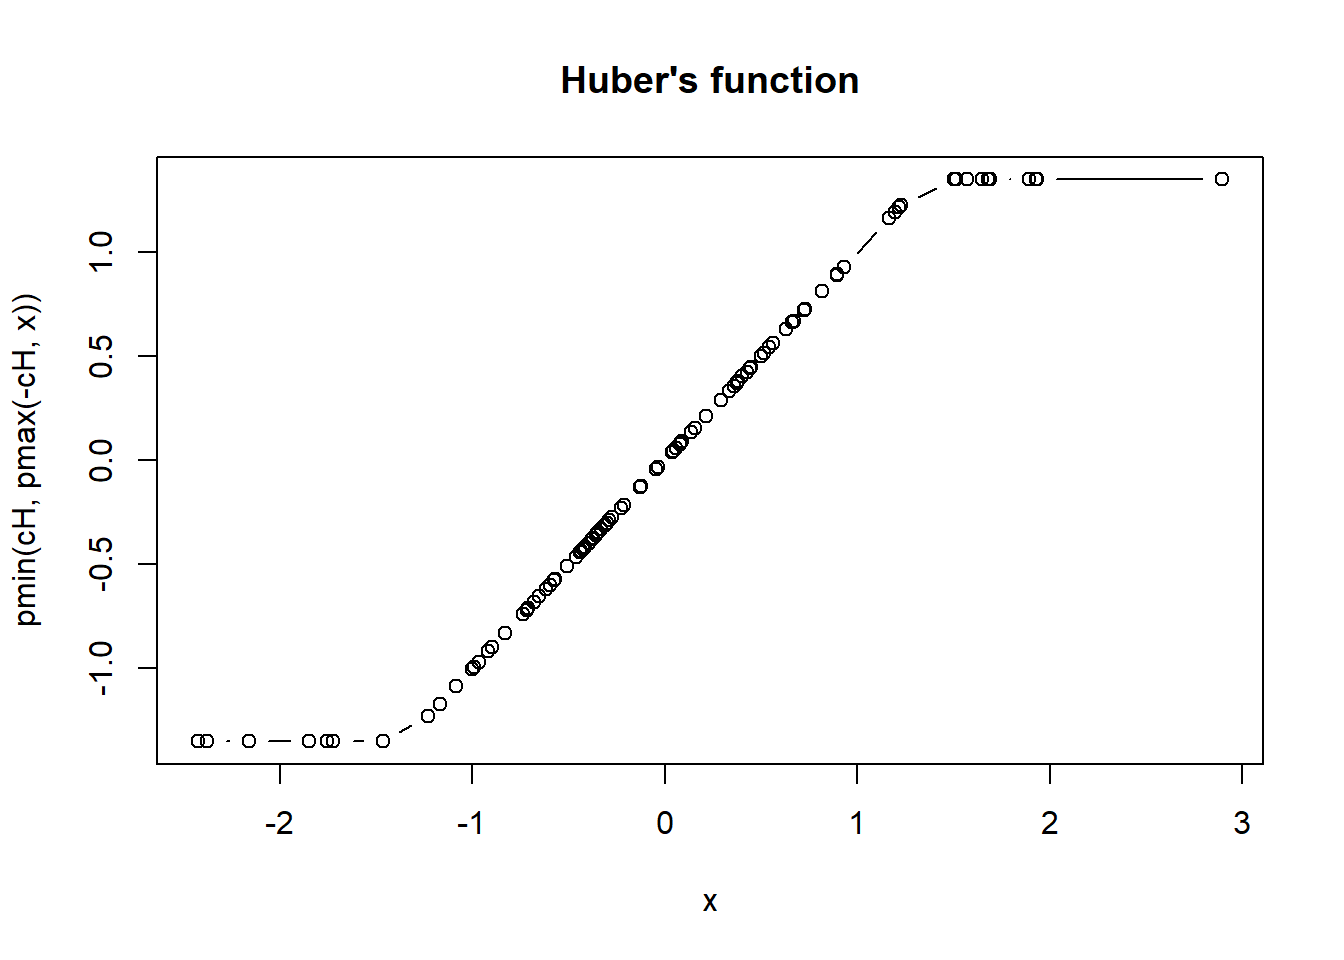 Huber's function
pmin(cH, pmax(-cH, x))
1.0
0.5
0.0
-0.5
-1.0
-2 -1 0 1 2 3
x